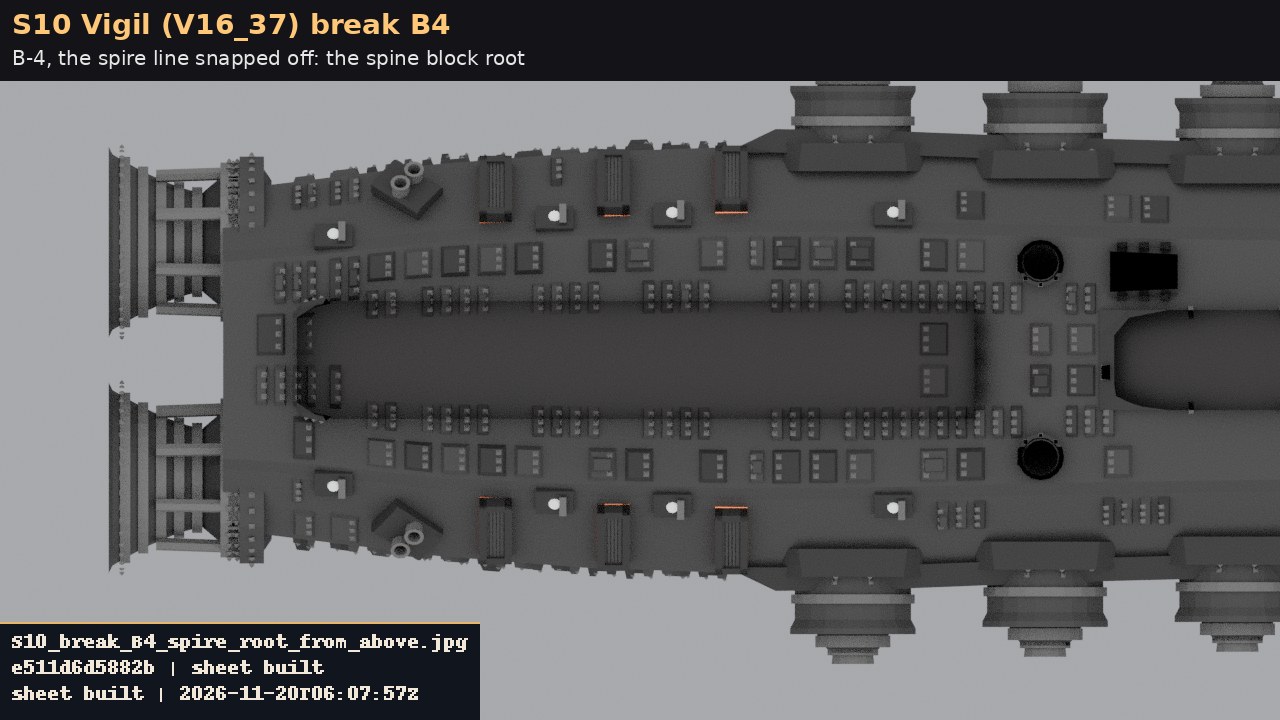 S10 Vigil (V16_37) break B4
B-4, the spire line snapped off: the spine block root
S10_break_B4_spire_root_from_above.jpg
e511d6d5882b | sheet built
sheet built | 2026-11-20T06:07:57Z